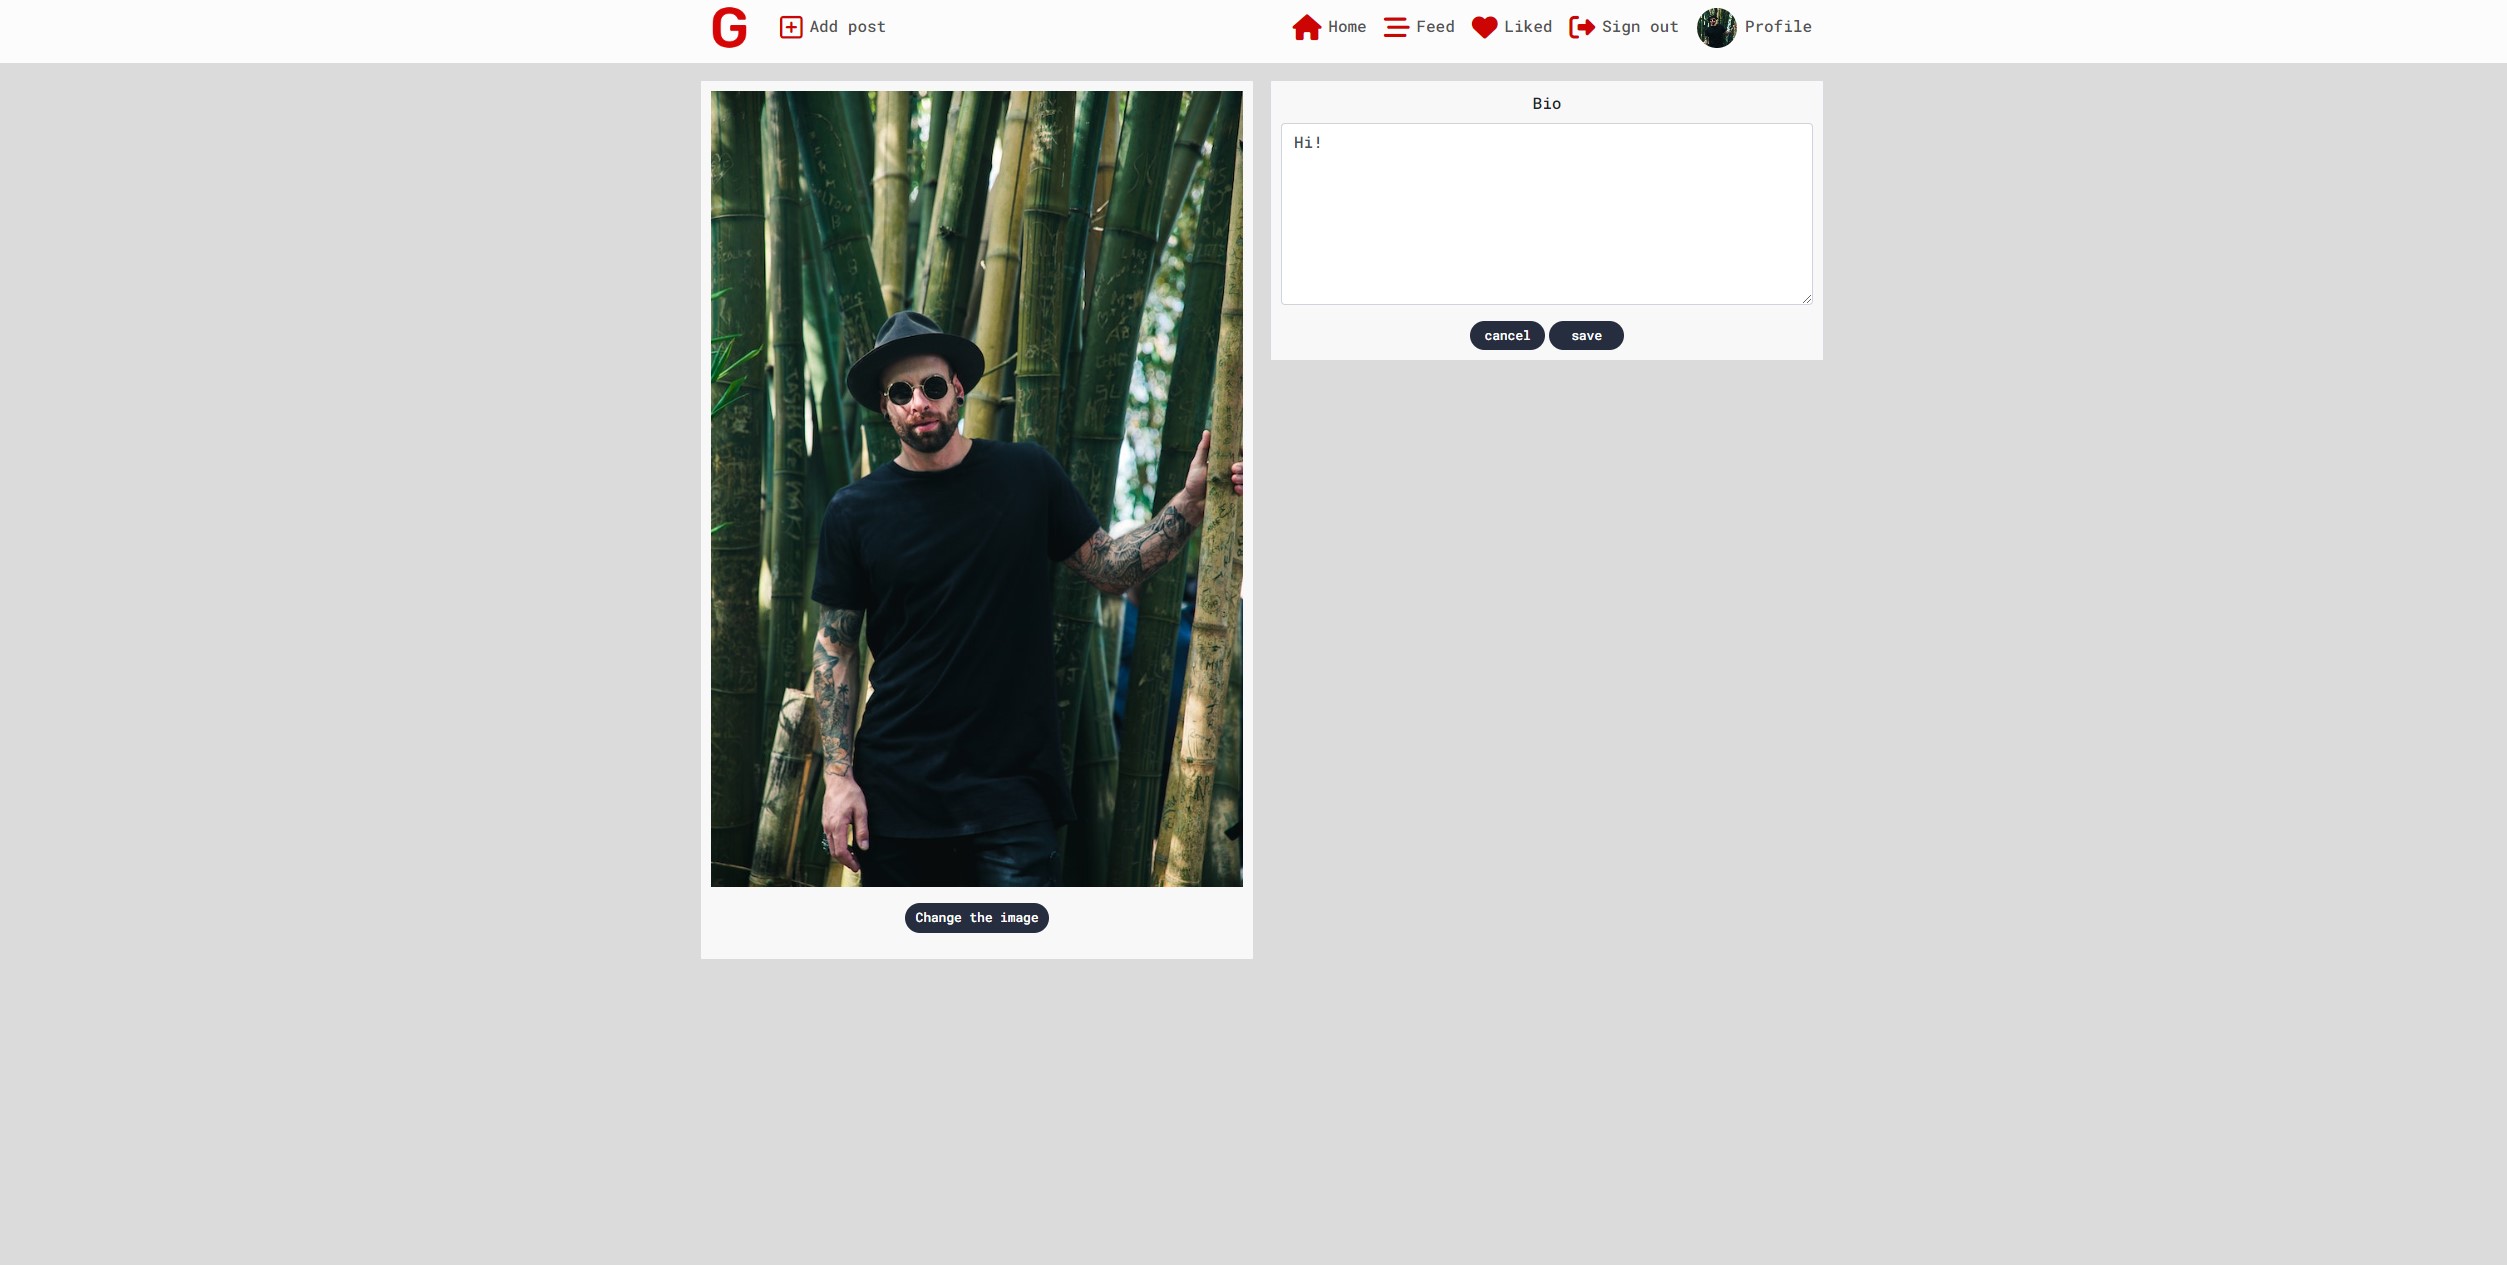 G Add post Home Feed Liked Sign out Profile
Bio
Hi!
cancel save
Change the image